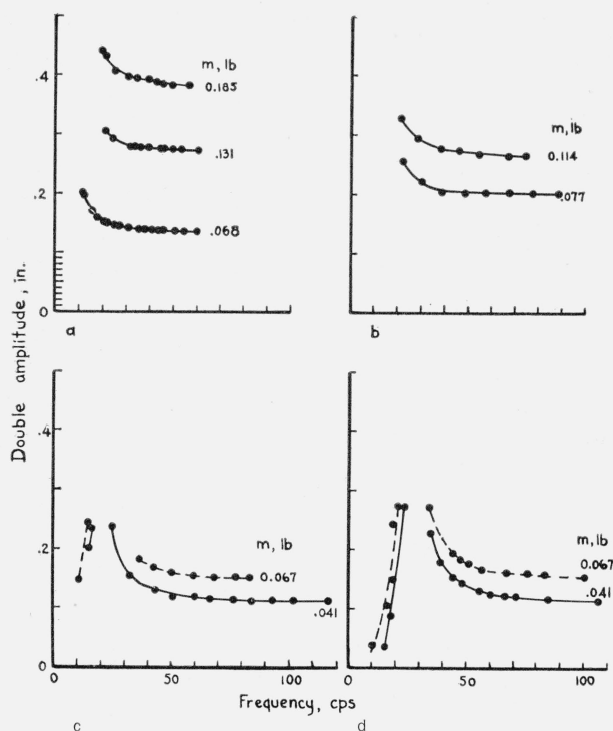 .4
m, lb
0.185
.131
.2
.068
0
a
m, lb
0.114
.077
b
Double amplitude, in.
.4
m, lb
.2
0.067
.041
0
0
50
100
c
m, lb
0.067
.041
0
50
100
d
Frequency, cps